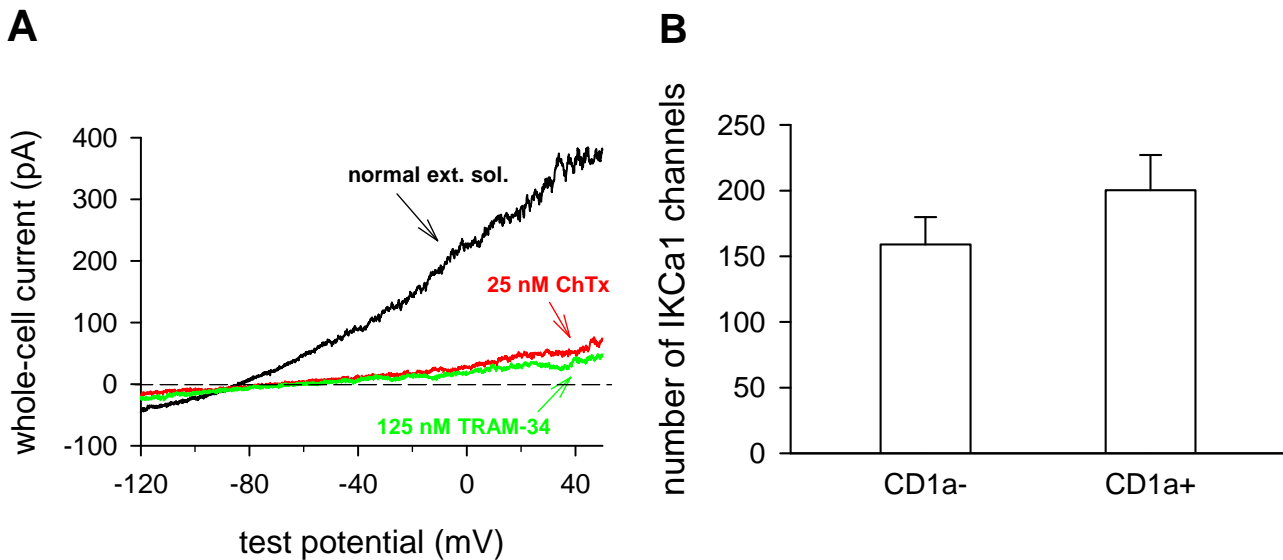 A
whole-cell current (pA)
400
300
200
100
0
-100
-120
-80
-40
0
40
test potential (mV)
normal ext. sol.
25 nM ChTx
125 nM TRAM-34
B
number of IKCa1 channels
250
200
150
100
50
0
CD1a-
CD1a+